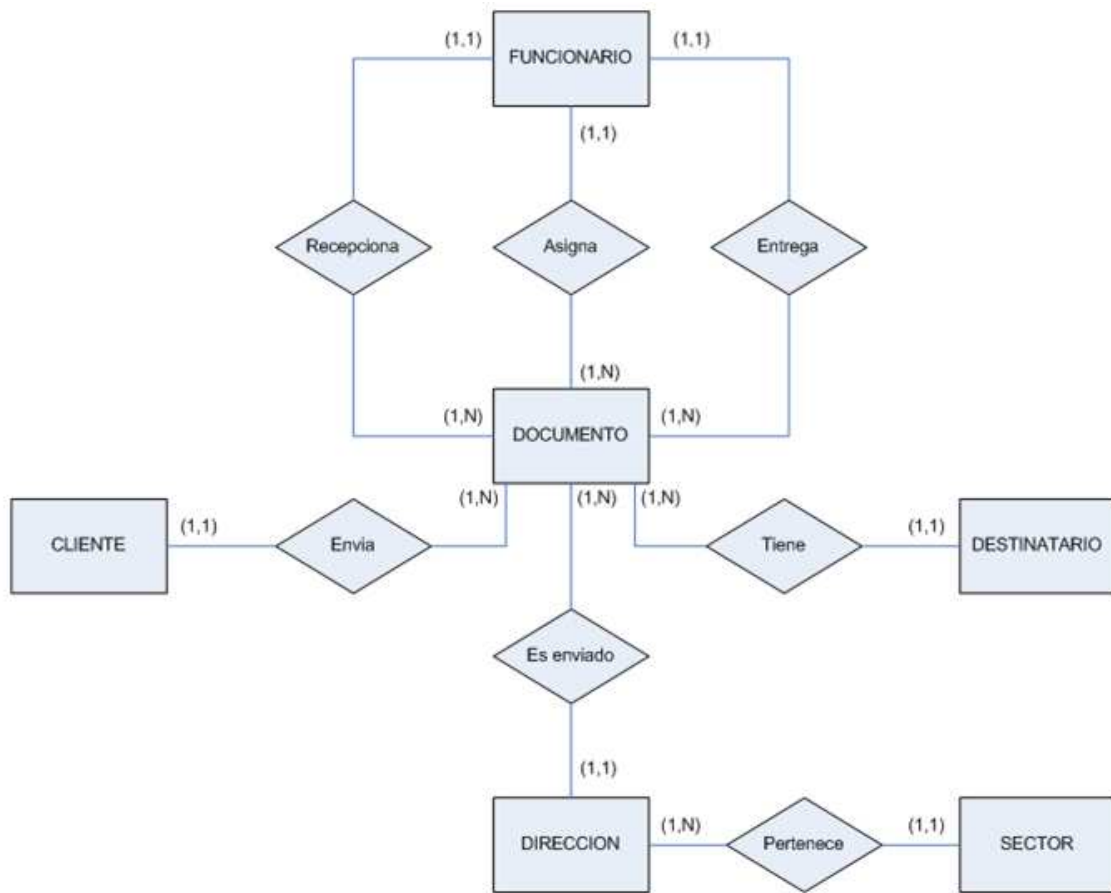 (1,1)
FUNCIONARIO
(1,1)
(1,1)
Recepciona
Asigna
Entrega
(1,N)
(1,N)
DOCUMENTO
(1,N)
(1,N)
(1,N)
(1,N)
CLIENTE
(1,1)
Envia
Tiene
(1,1)
DESTINATARIO
Es enviado
(1,1)
DIRECCION
(1,N)
Pertenece
(1,1)
SECTOR